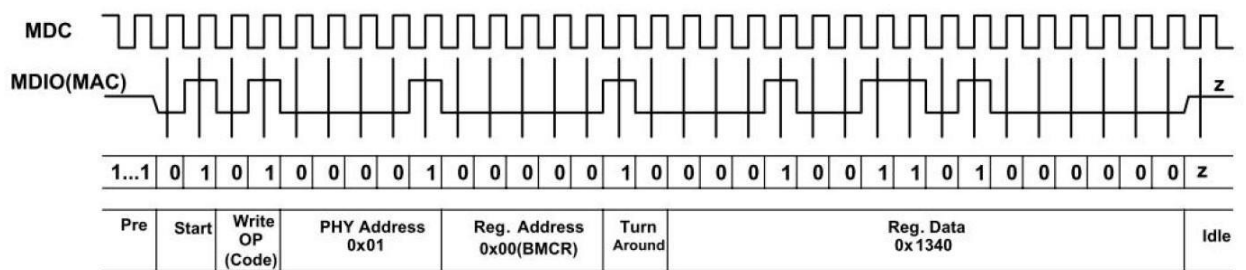 MDC
MDIO(MAC)
z
1...1 0 1 0 1 0 0 0 0 1 0 0 0 0 0 1 0 0 0 0 1 0 0 1 1 0 1 0 0 0 0 0 0 z
Pre
Start
Write
OP
(Code)
PHY Address
0x01
Reg. Address
0x00(BMCR)
Turn
Around
Reg. Data
0x1340
Idle